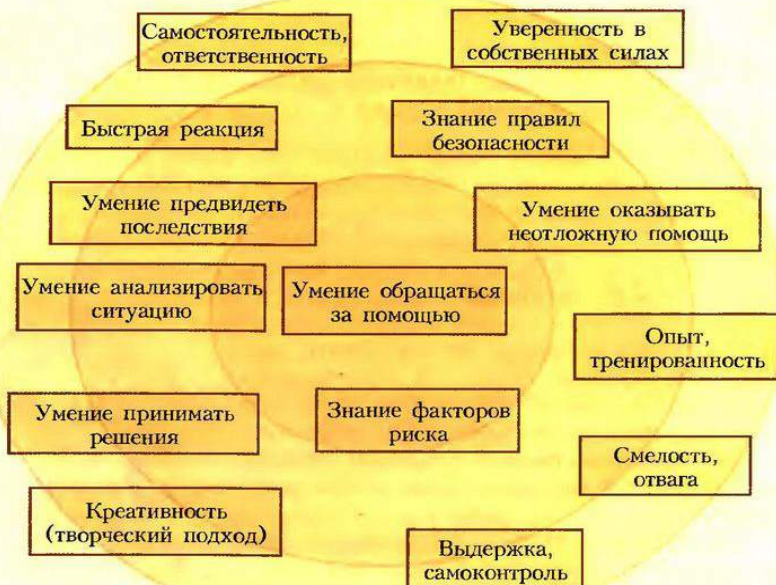 Самостоятельность,
ответственность
Уверенность в
собственных силах
Быстрая реакция
Знание правил
безопасности
Умение предвидеть
последствия
Умение оказывать
неотложную помощь
Умение анализировать
ситуацию
Умение обращаться
за помощью
Опыт,
тренированность
Умение принимать
решения
Знание факторов
риска
Смелость,
отвага
Креативность
(творческий подход)
Выдержка,
самоконтроль